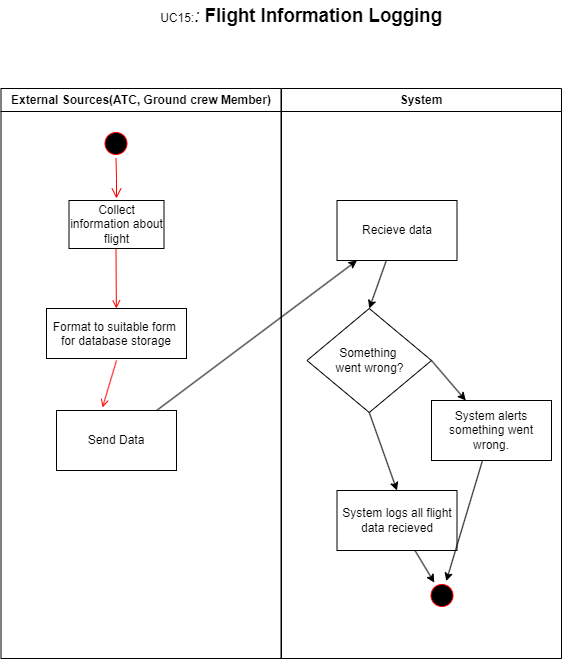 UC15:: Flight Information Logging
External Sources(ATC, Ground crew Member)
System
Collect
information about
flight
Format to suitable form
for database storage
Send Data
Recieve data
Something
went wrong?
System alerts
something went
wrong.
System logs all flight
data recieved